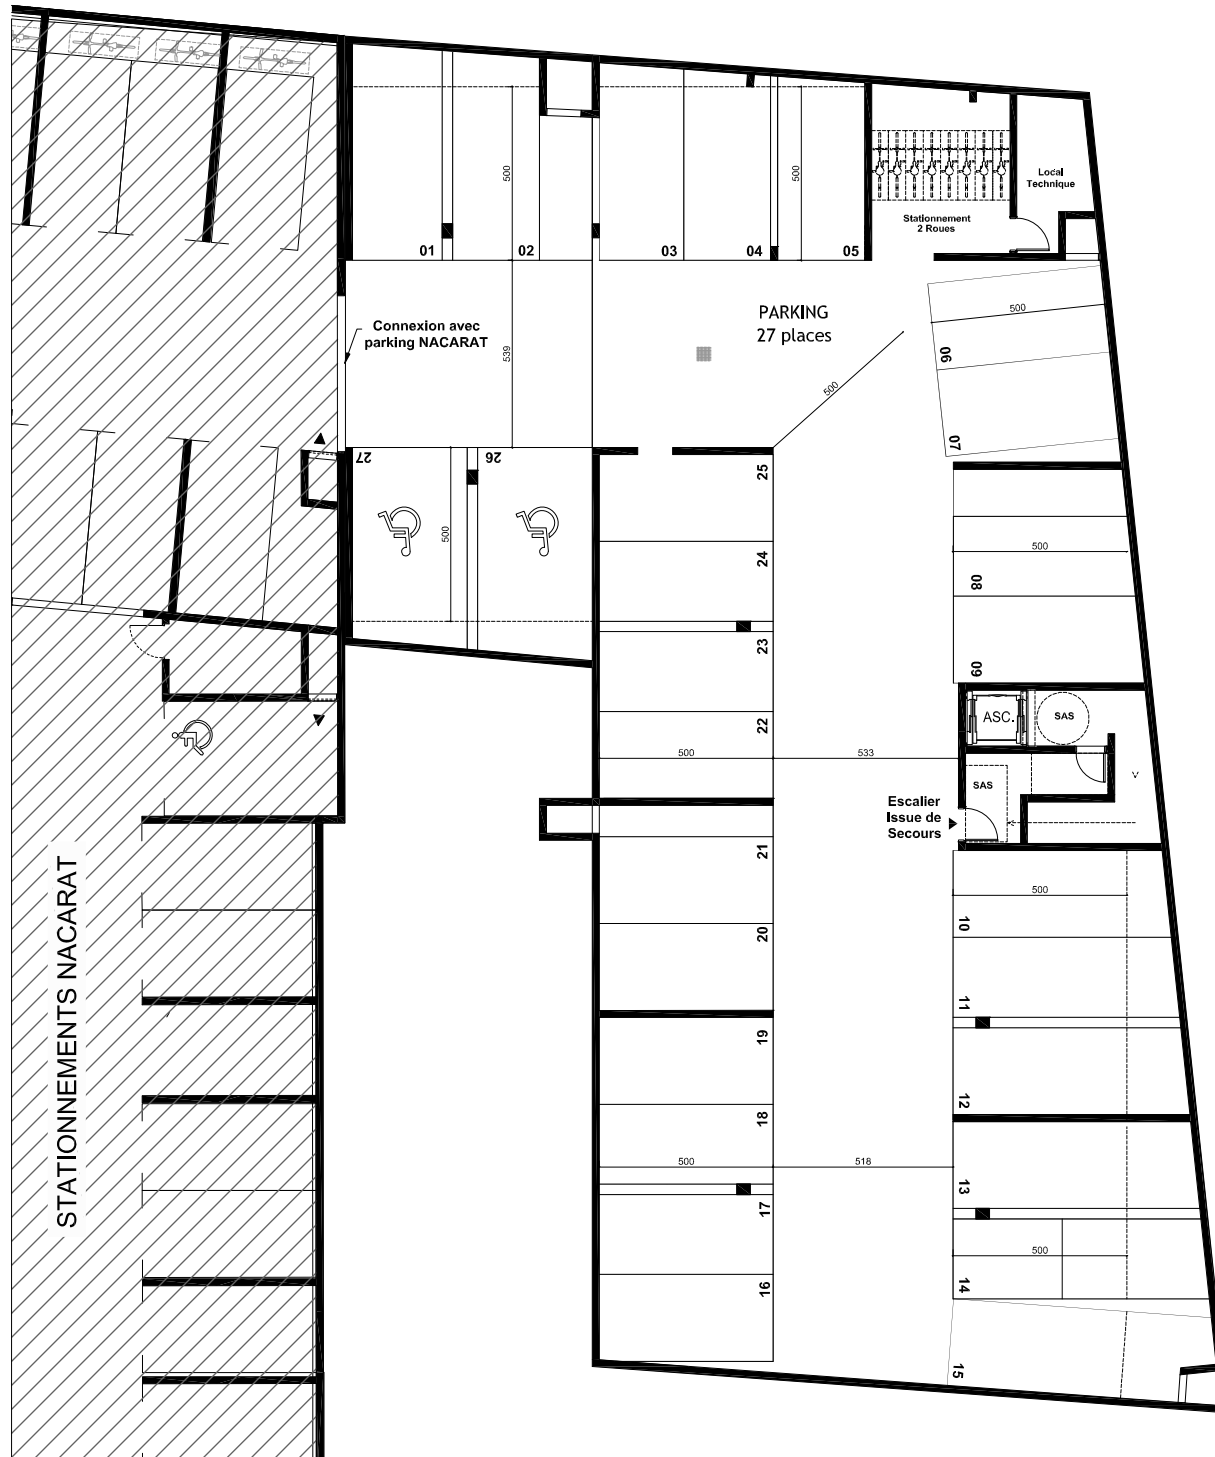 500
500
01
02
03
04
05
Local
Technique
Stationnement
2 Roues
Connexion avec
parking NACARAT
539
PARKING
27 places
500
500
06
07
27
26
500
25
24
23
22
500
533
500
08
09
ASC.
SAS
SAS
Escalier
Issue de
Secours
21
20
19
18
17
16
500
518
500
10
11
12
13
500
14
15
STATIONNEMENTS NACARAT